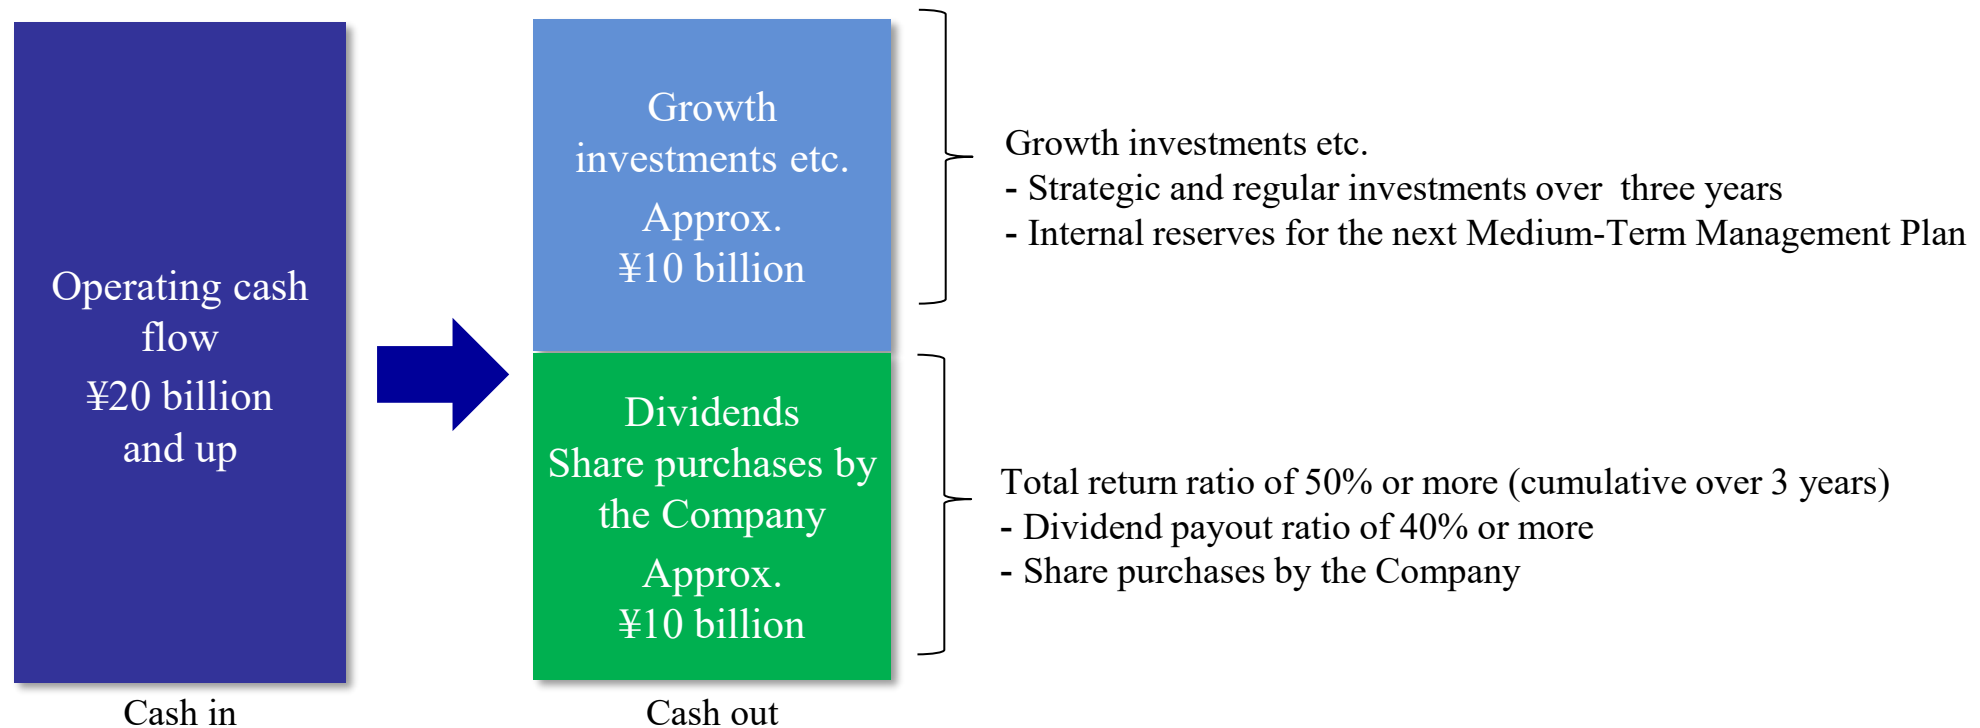 Operating cash
flow
¥20 billion
and up
Cash in
Growth
investments etc.
Approx.
¥10 billion
Dividends
Share purchases by
the Company
Approx.
¥10 billion
Cash out
Growth investments etc.
- Strategic and regular investments over  three years
- Internal reserves for the next Medium-Term Management Plan
Total return ratio of 50% or more (cumulative over 3 years)
- Dividend payout ratio of 40% or more
- Share purchases by the Company